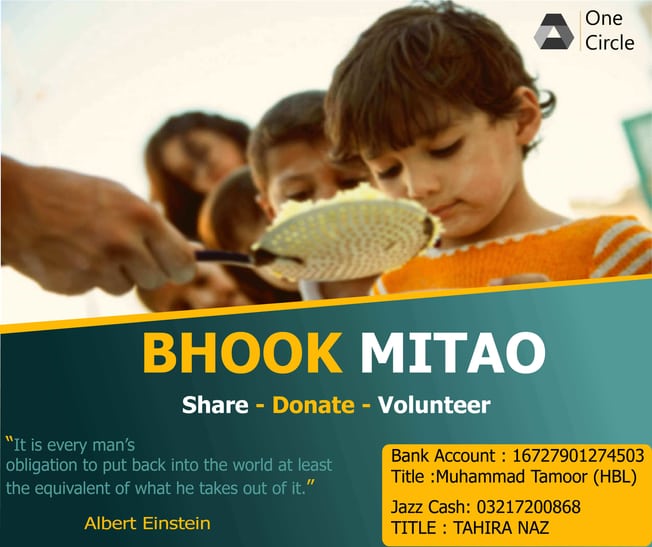 One
Circle
BHOOK MITAO
Share - Donate - Volunteer
“It is every man’s
obligation to put back into the world at least
the equivalent of what he takes out of it.”
Albert Einstein
Bank Account : 16727901274503
Title :Muhammad Tamoor (HBL)
Jazz Cash: 03217200868
TITLE : TAHIRA NAZ